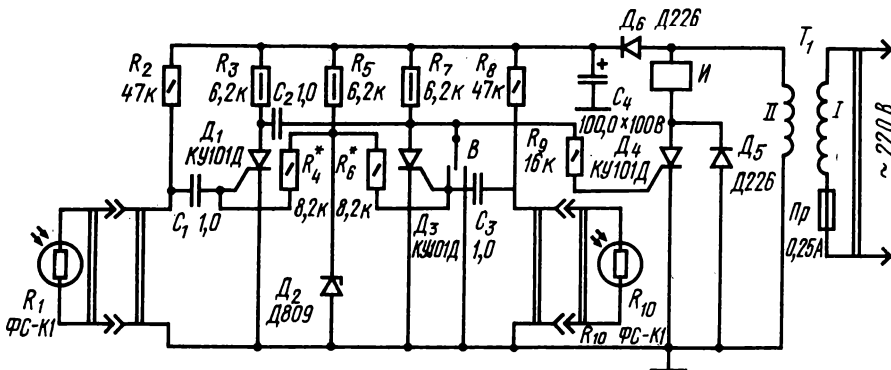 R2
47к
R3
6,2к
C2 1,0
R5
6,2к
R7
6,2к
R8
47к
Д6 Д226
+
C4
100,0×100В
И
T1
II
I
~220В
Пр
0,25А
Д1
КУ101Д
R4*
8,2к
R6*
8,2к
В
R9
16к
Д4
КУ101Д
Д5
Д226
C1 1,0
Д3
КУ101Д
C3
1,0
R1
ФС-К1
Д2
Д809
R10
R10 ФС-К1